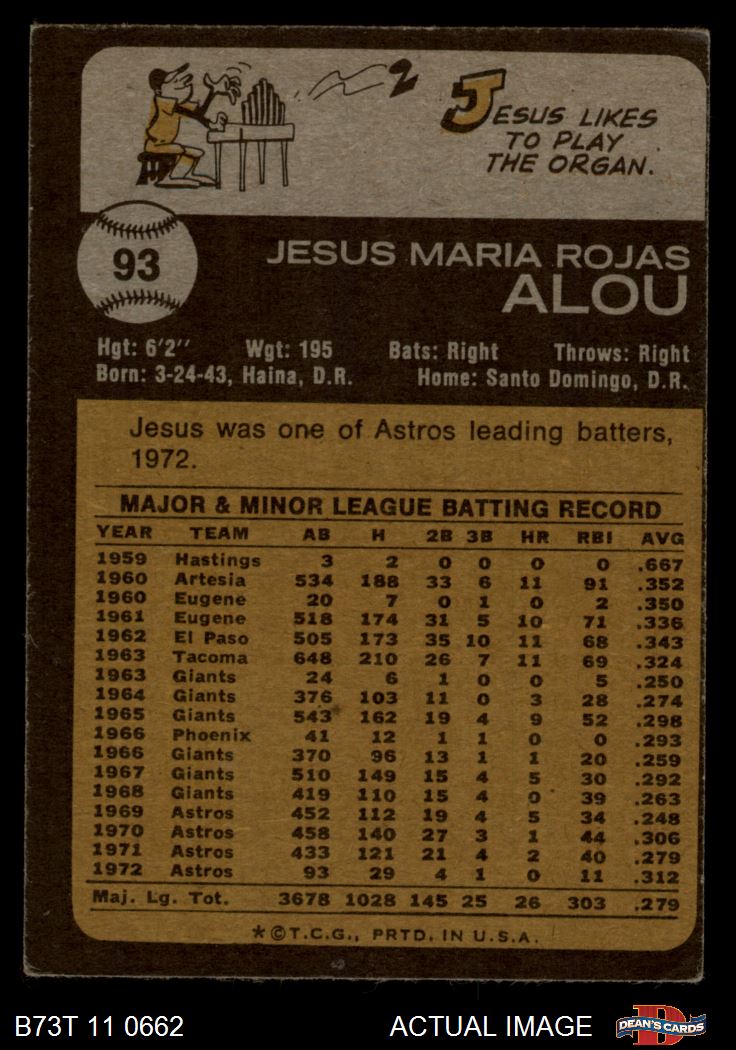 JESUS LIKES
TO PLAY
THE ORGAN.
93
JESUS MARIA ROJAS
ALOU
Hgt: 6'2" Wgt: 195 Bats: Right Throws: Right
Born: 3-24-43, Haina, D.R. Home: Santo Domingo, D.R.
Jesus was one of Astros leading batters,
1972.
MAJOR & MINOR LEAGUE BATTING RECORD
YEAR TEAM AB H 2B 3B HR RBI AVG
1959 Hastings 3 2 0 0 0 0 .667
1960 Artesia 534 188 33 6 11 91 .352
1960 Eugene 20 7 0 1 0 2 .350
1961 Eugene 518 174 31 5 10 71 .336
1962 El Paso 505 173 35 10 11 68 .343
1963 Tacoma 648 210 26 7 11 69 .324
1963 Giants 24 6 1 0 0 5 .250
1964 Giants 376 103 11 0 3 28 .274
1965 Giants 543 162 19 4 9 52 .298
1966 Phoenix 41 12 1 1 0 0 .293
1966 Giants 370 96 13 1 1 20 .259
1967 Giants 510 149 15 4 5 30 .292
1968 Giants 419 110 15 4 0 39 .263
1969 Astros 452 112 19 4 5 34 .248
1970 Astros 458 140 27 3 1 44 .306
1971 Astros 433 121 21 4 2 40 .279
1972 Astros 93 29 4 1 0 11 .312
Maj. Lg. Tot. 3678 1028 145 25 26 303 .279
*©T.C.G., PRTD. IN U.S.A.
B73T 11 0662 ACTUAL IMAGE DEAN'S CARDS